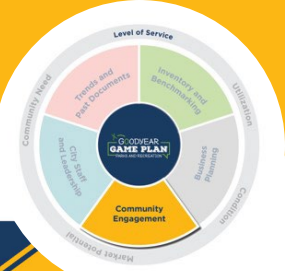 Level of Service
Community Need
Utilization
Trends and
Past Documents
Inventory and
Benchmarking
GOODYEAR
GAME PLAN
PARKS AND RECREATION
City Staff
and Leadership
Business
Planning
Community
Engagement
Condition
Market Potential